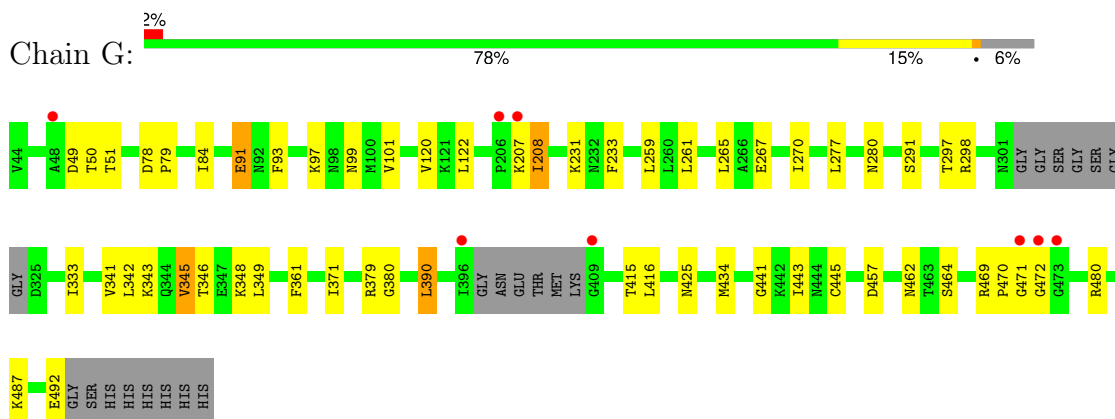 2%
Chain G:
78% 15% • 6%
V44 A48 D49 T50 T51 D78 P79 I84 E91 N92 F93 K97 N98 N99 M100 V101 V120 K121 L122 P206 K207 I208 K231 N232 F233 L259 L260 L261 L265 A266 E267 I270 L277 N280 S291 T297 R298 N301 GLY GLY SER GLY SER GLY
GLY D325 I333 V341 L342 K343 Q344 V345 T346 E347 K348 L349 F361 I371 R379 G380 L390 I396 GLY ASN GLU THR MET LYS G409 T415 L416 N425 M434 G441 K442 I443 N444 C445 D457 N462 T463 S464 R469 P470 G471 G472 G473 R480
K487 E492 GLY SER HIS HIS HIS HIS HIS HIS